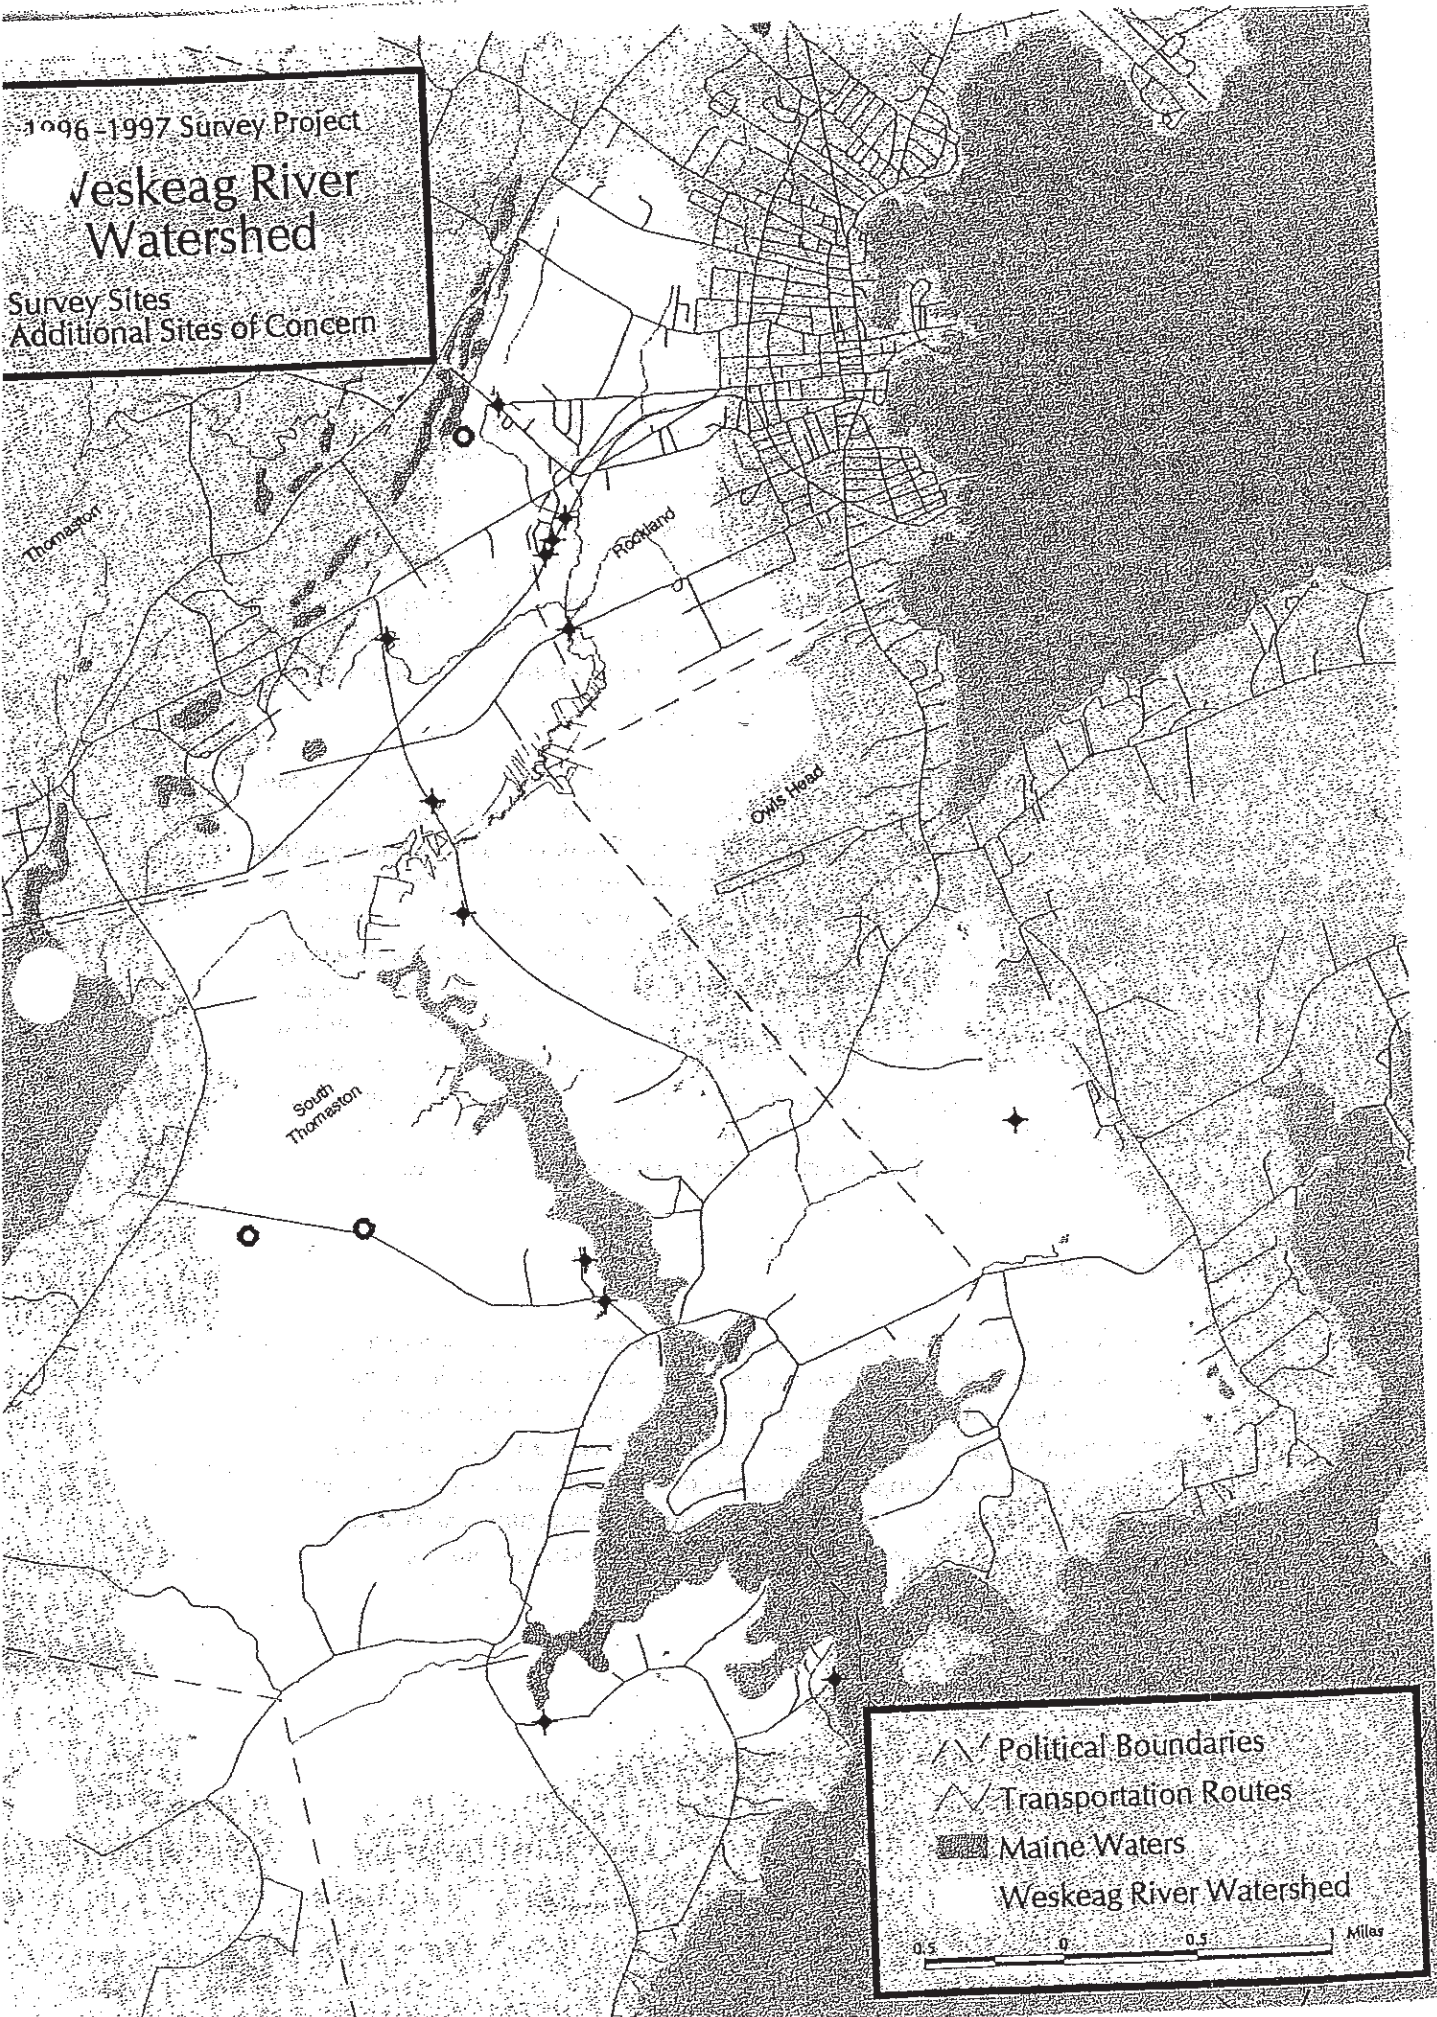 1996-1997 Survey Project
Weskeag River
Watershed
Survey Sites
Additional Sites of Concern
Thomaston
Rockland
Owls Head
South
Thomaston
Political Boundaries
Transportation Routes
Maine Waters
Weskeag River Watershed
0.5 0 0.5 1 Miles